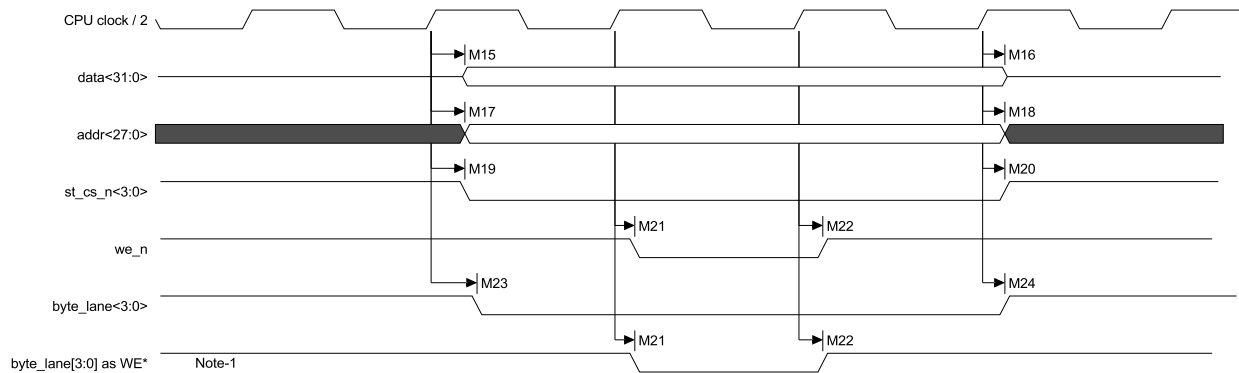 CPU clock / 2
M15 M16
data<31:0>
M17 M18
addr<27:0>
M19 M20
st_cs_n<3:0>
M21 M22
we_n
M23 M24
byte_lane<3:0>
M21 M22
byte_lane[3:0] as WE* Note-1